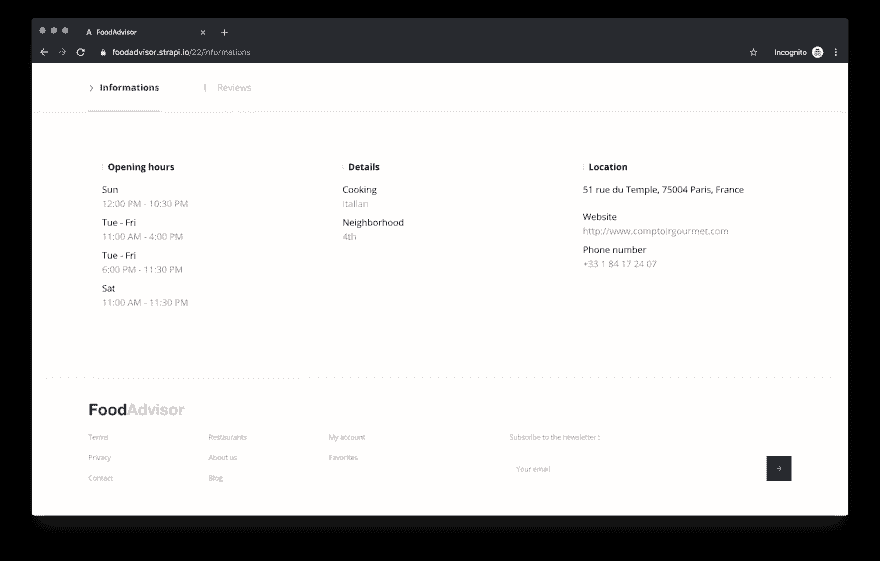 FoodAdvisor
foodadvisor.strapi.io/22/informations
Incognito
Informations
Reviews
Opening hours
Sun
12:00 PM - 10:30 PM
Tue - Fri
11:00 AM - 4:00 PM
Tue - Fri
6:00 PM - 11:30 PM
Sat
11:00 AM - 11:30 PM
Details
Cooking
Italian
Neighborhood
4th
Location
51 rue du Temple, 75004 Paris, France
Website
http://www.comptoirgourmet.com
Phone number
+33 1 84 17 24 07
FoodAdvisor
Terms
Privacy
Contact
Restaurants
About us
Blog
My account
Favorites
Subscribe to the newsletter :
Your email